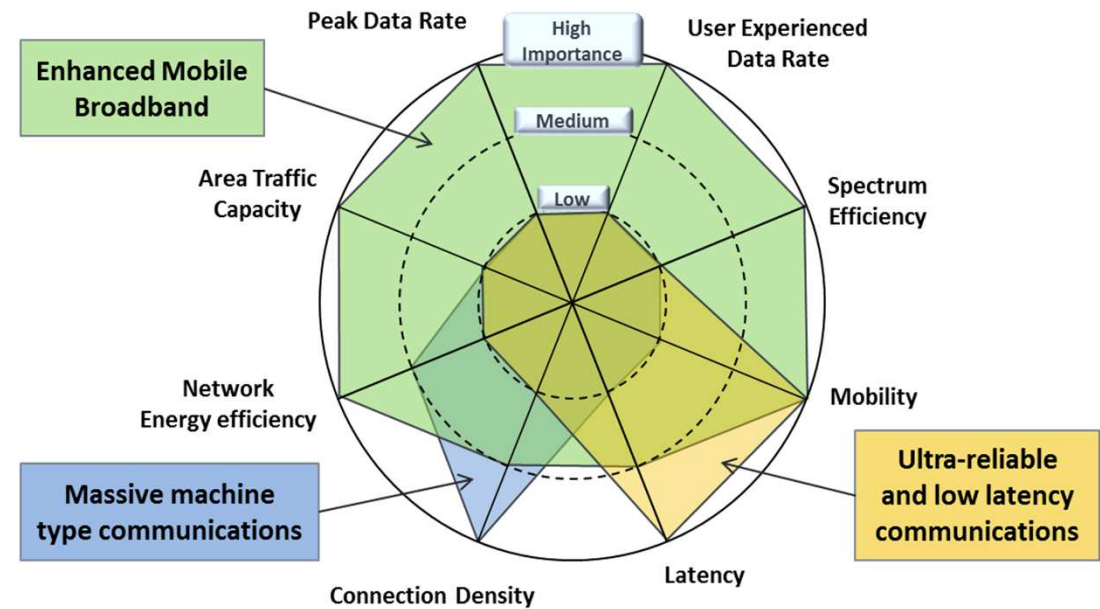 Peak Data Rate
High
Importance
User Experienced
Data Rate
Enhanced Mobile
Broadband
Medium
Area Traffic
Capacity
Low
Spectrum
Efficiency
Network
Energy efficiency
Mobility
Massive machine
type communications
Ultra-reliable
and low latency
communications
Connection Density
Latency